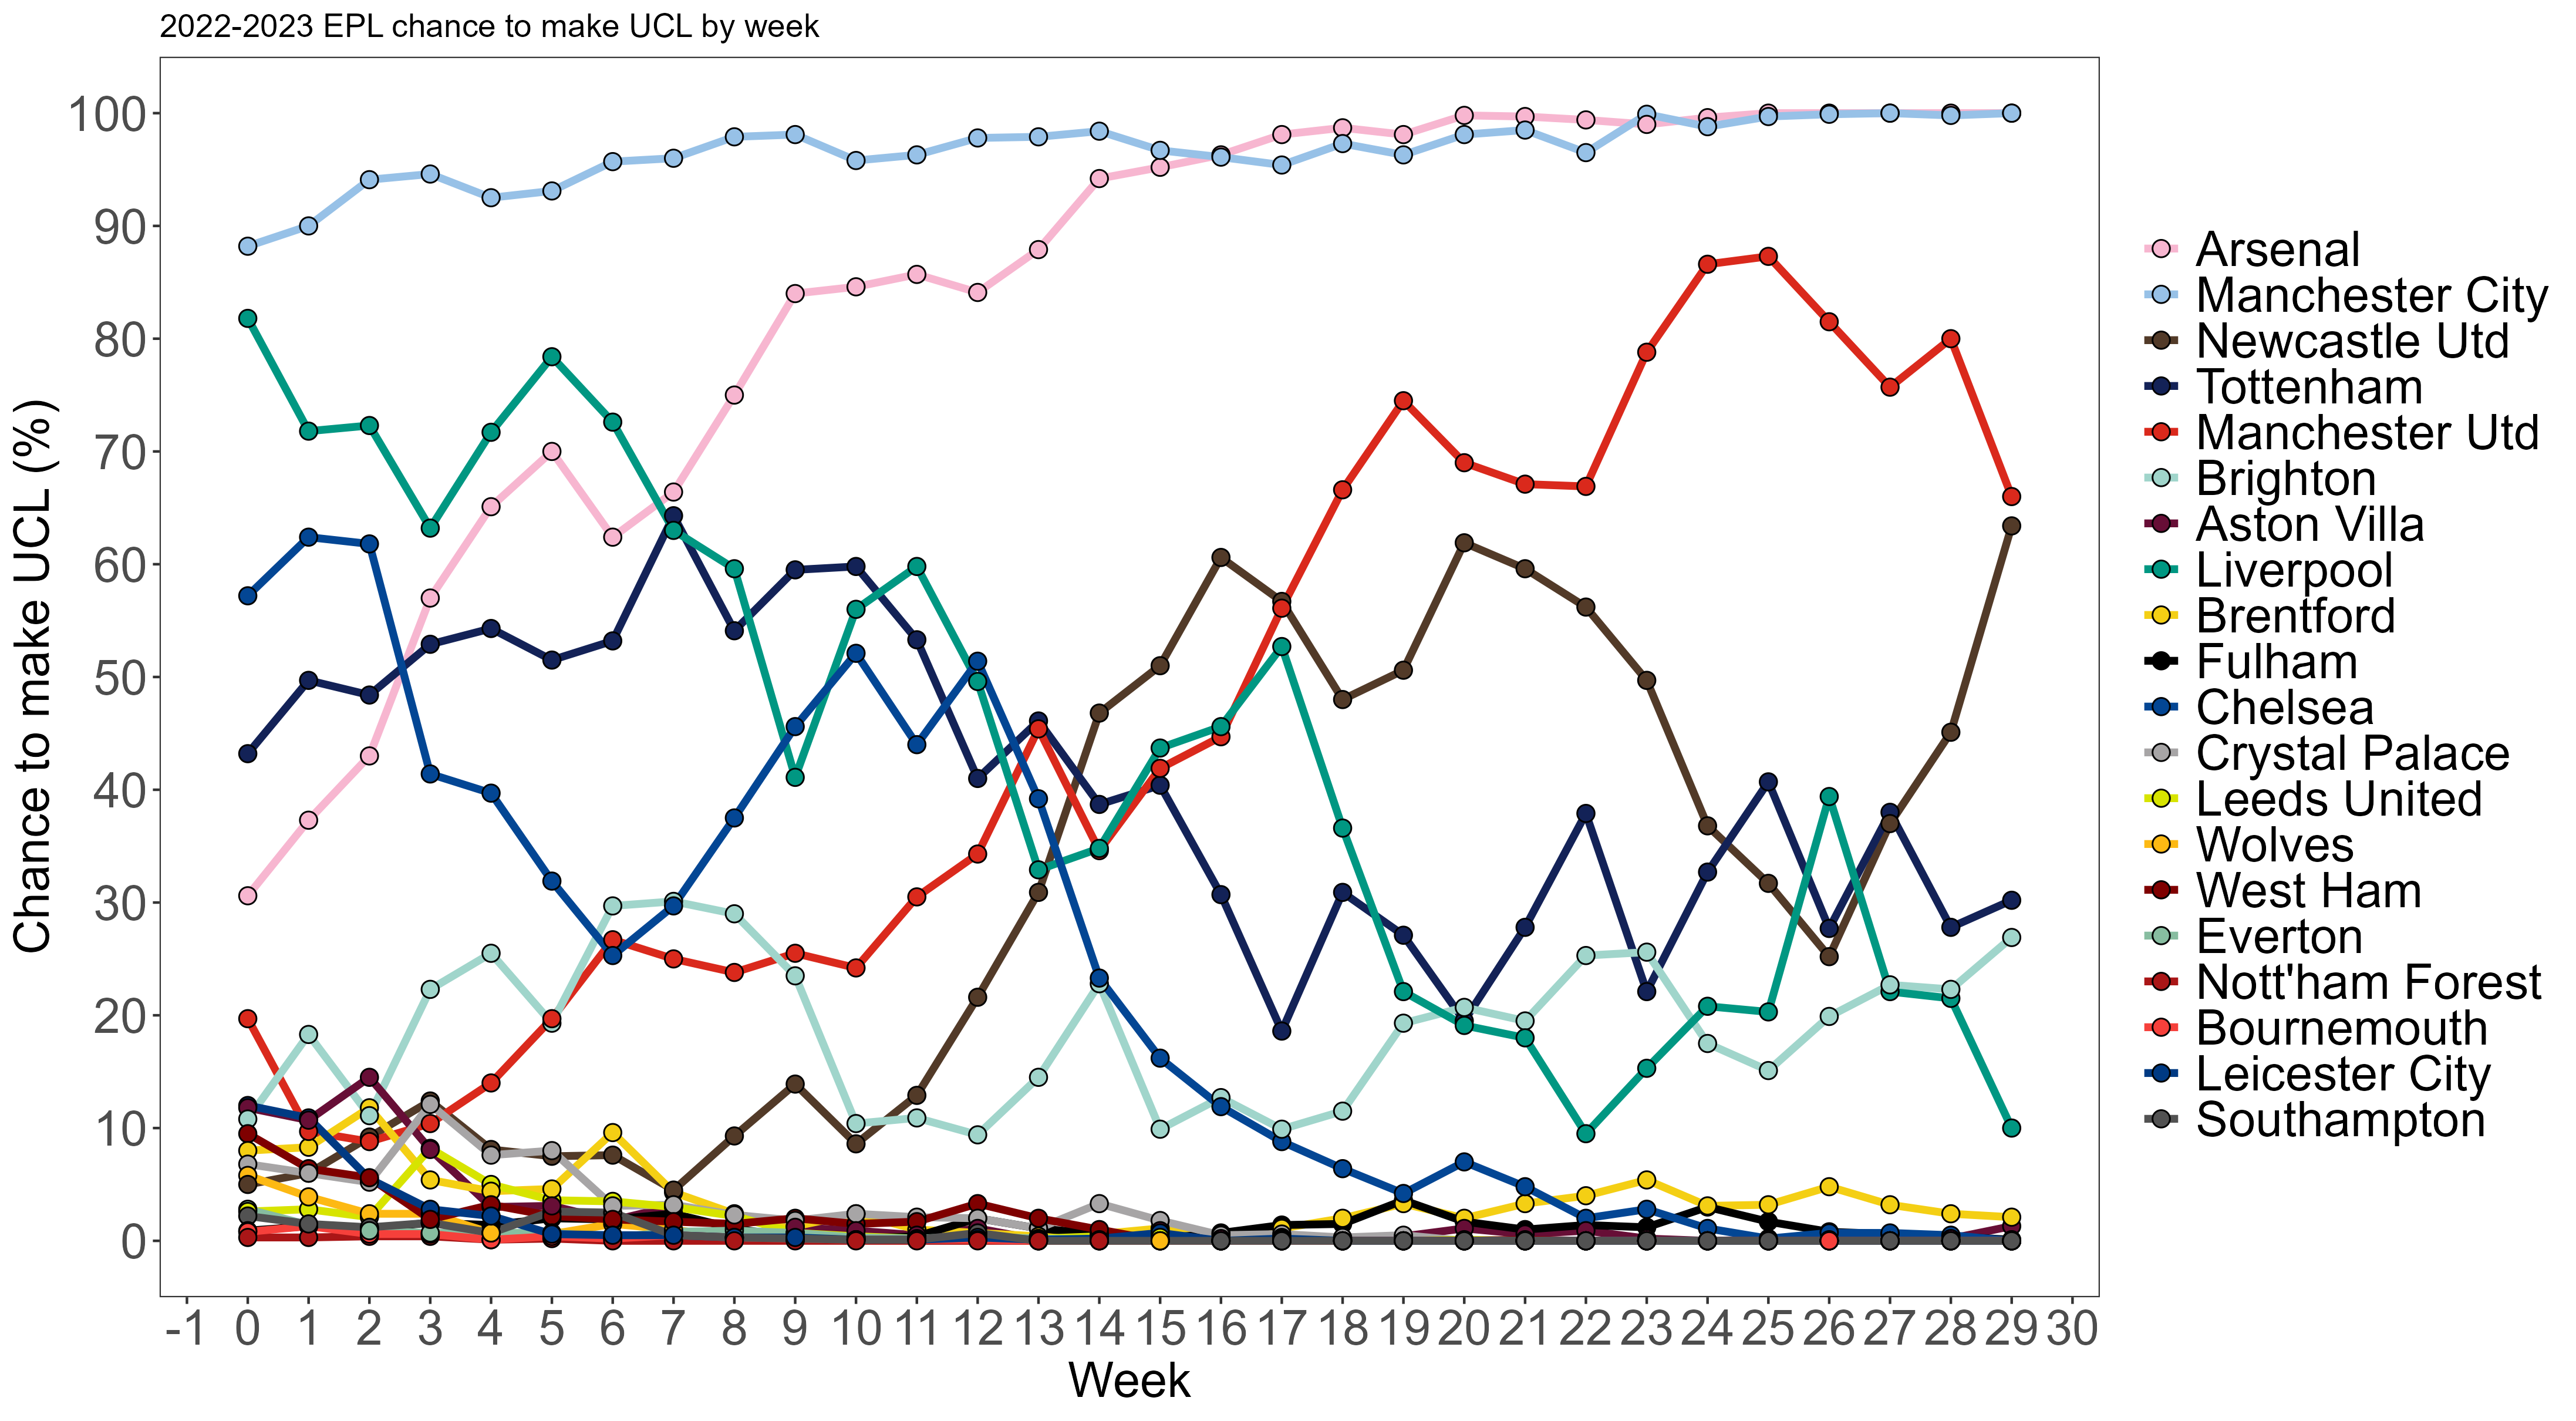 2022-2023 EPL chance to make UCL by week
Chance to make UCL (%)
100
90
80
70
60
50
40
30
20
10
0
-1 0 1 2 3 4 5 6 7 8 9 10 11 12 13 14 15 16 17 18 19 20 21 22 23 24 25 26 27 28 29 30
Week
Arsenal
Manchester City
Newcastle Utd
Tottenham
Manchester Utd
Brighton
Aston Villa
Liverpool
Brentford
Fulham
Chelsea
Crystal Palace
Leeds United
Wolves
West Ham
Everton
Nott'ham Forest
Bournemouth
Leicester City
Southampton